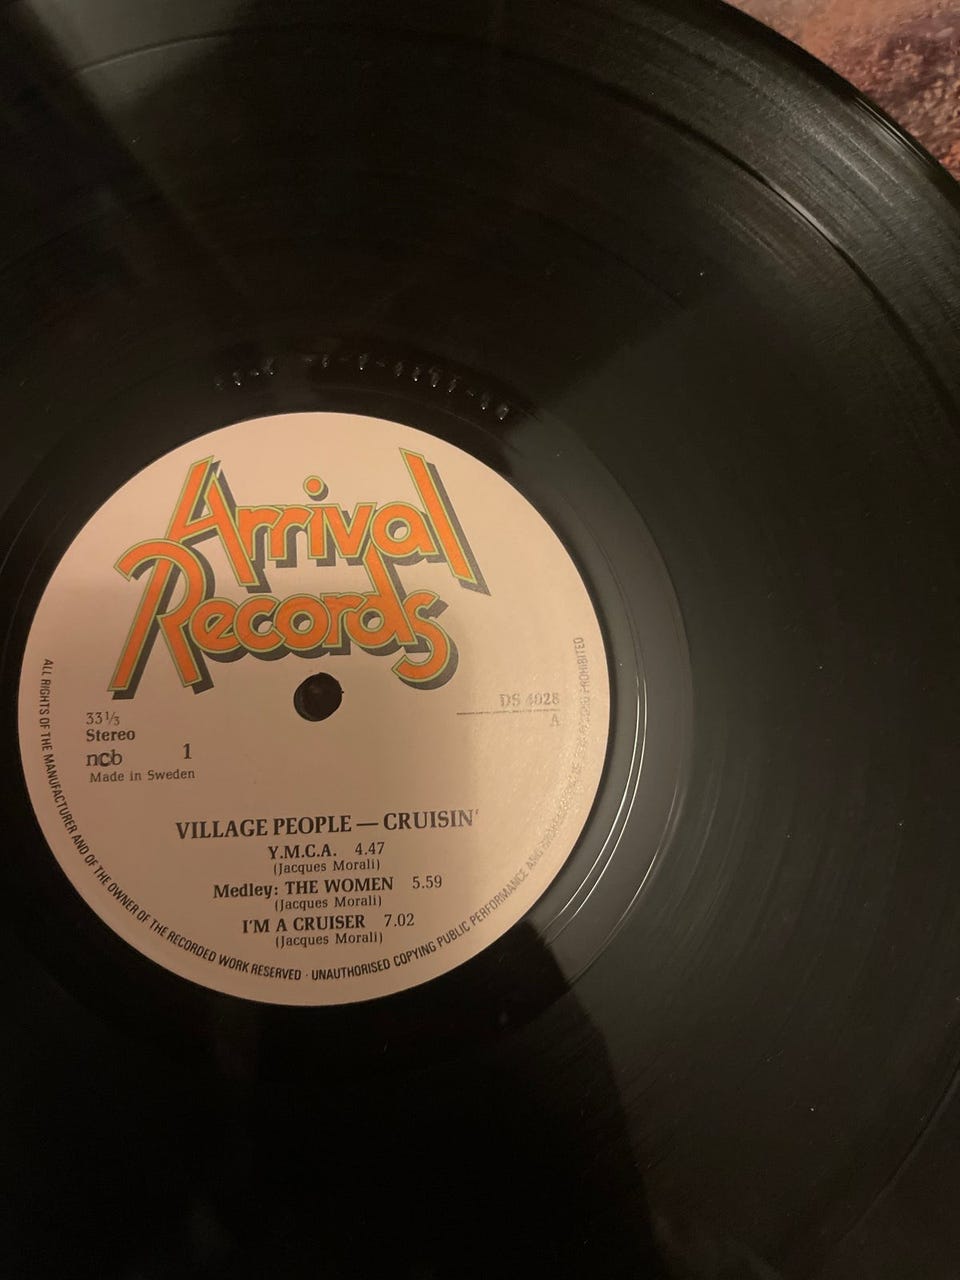 Arrival
Records
33⅓
Stereo
ncb 1
Made in Sweden
DS 4028
A
VILLAGE PEOPLE — CRUISIN'
Y.M.C.A. 4.47
(Jacques Morali)
Medley: THE WOMEN 5.59
(Jacques Morali)
I'M A CRUISER 7.02
(Jacques Morali)
ALL RIGHTS OF THE MANUFACTURER AND OF THE OWNER OF THE RECORDED WORK RESERVED · UNAUTHORISED COPYING PUBLIC PERFORMANCE AND PROHIBITED